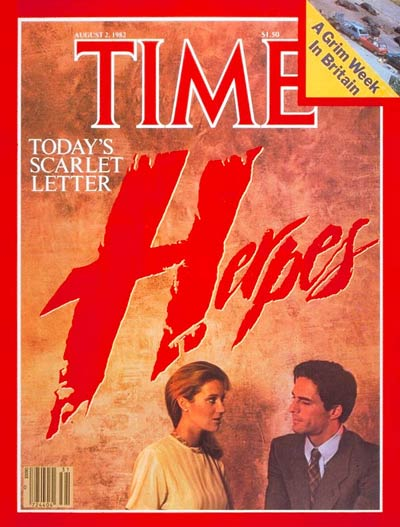 AUGUST 2, 1982
$1.50
TIME
A Grim Week
In Britain
TODAY'S
SCARLET
LETTER
Herpes